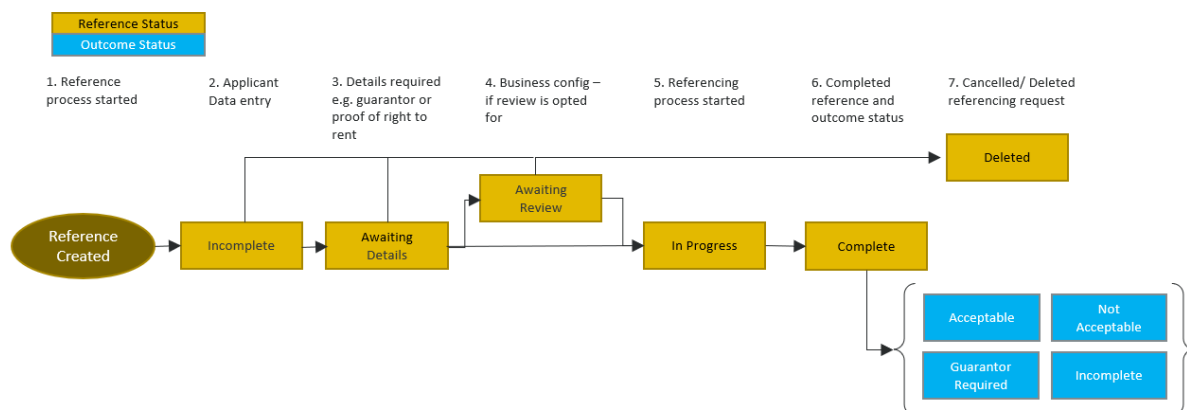 Reference Status
Outcome Status
1. Reference
process started
2. Applicant
Data entry
3. Details required
e.g. guarantor or
proof of right to
rent
4. Business config –
if review is opted
for
5. Referencing
process started
6. Completed
reference and
outcome status
7. Cancelled/ Deleted
referencing request
Deleted
Awaiting
Review
Reference
Created
Incomplete
Awaiting
Details
In Progress
Complete
Acceptable
Not
Acceptable
Guarantor
Required
Incomplete